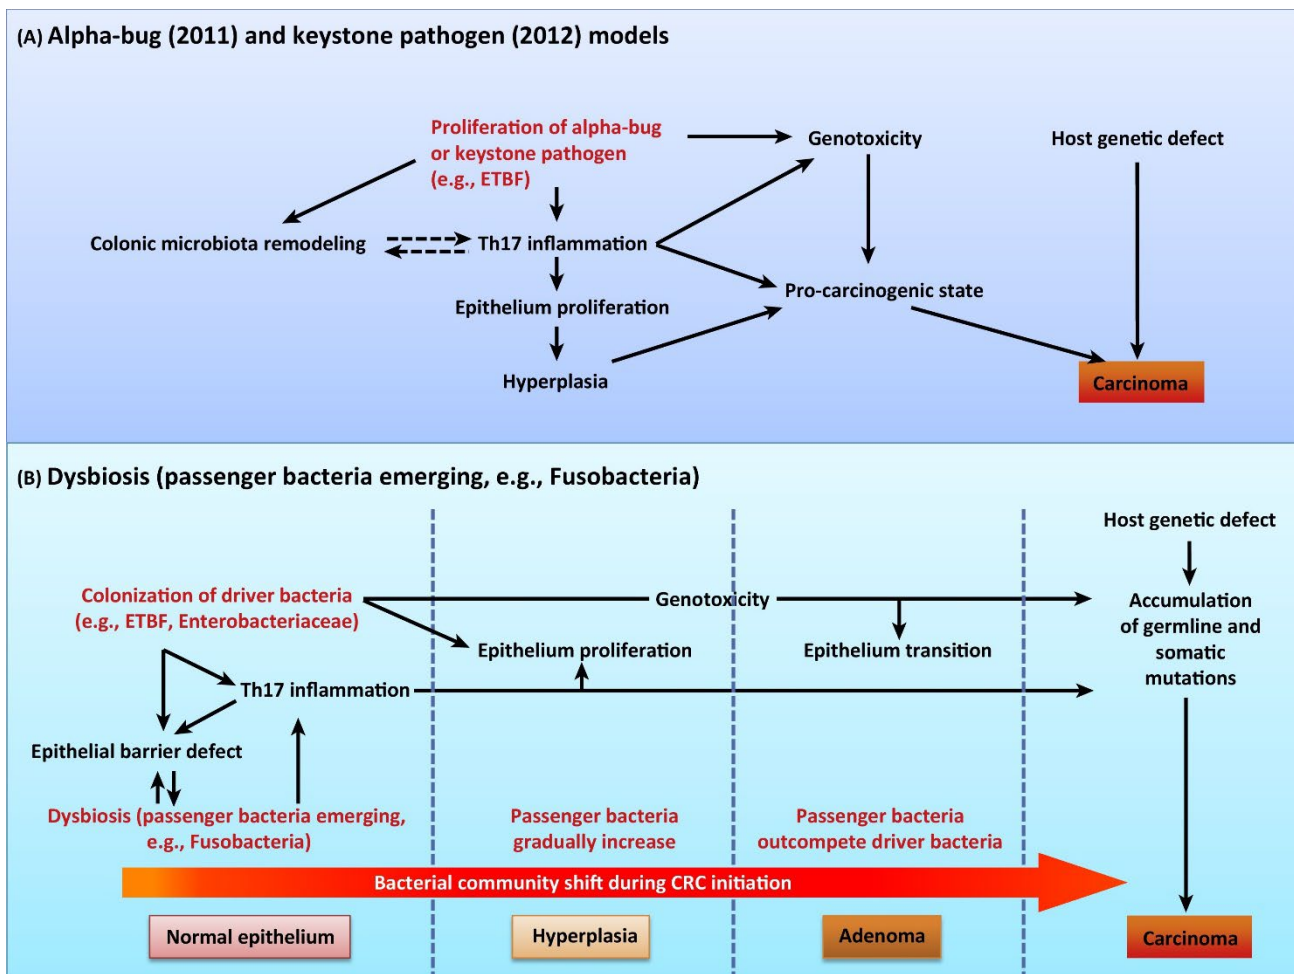 (A) Alpha-bug (2011) and keystone pathogen (2012) models
Proliferation of alpha-bug
or keystone pathogen
(e.g., ETBF)
Genotoxicity
Host genetic defect
Colonic microbiota remodeling
Th17 inflammation
Pro-carcinogenic state
Epithelium proliferation
Hyperplasia
Carcinoma
(B) Dysbiosis (passenger bacteria emerging, e.g., Fusobacteria)
Host genetic defect
Colonization of driver bacteria
(e.g., ETBF, Enterobacteriaceae)
Genotoxicity
Accumulation
of germline and
somatic
mutations
Epithelium proliferation
Epithelium transition
Th17 inflammation
Epithelial barrier defect
Dysbiosis (passenger bacteria emerging,
e.g., Fusobacteria)
Passenger bacteria
gradually increase
Passenger bacteria
outcompete driver bacteria
Bacterial community shift during CRC initiation
Normal epithelium
Hyperplasia
Adenoma
Carcinoma